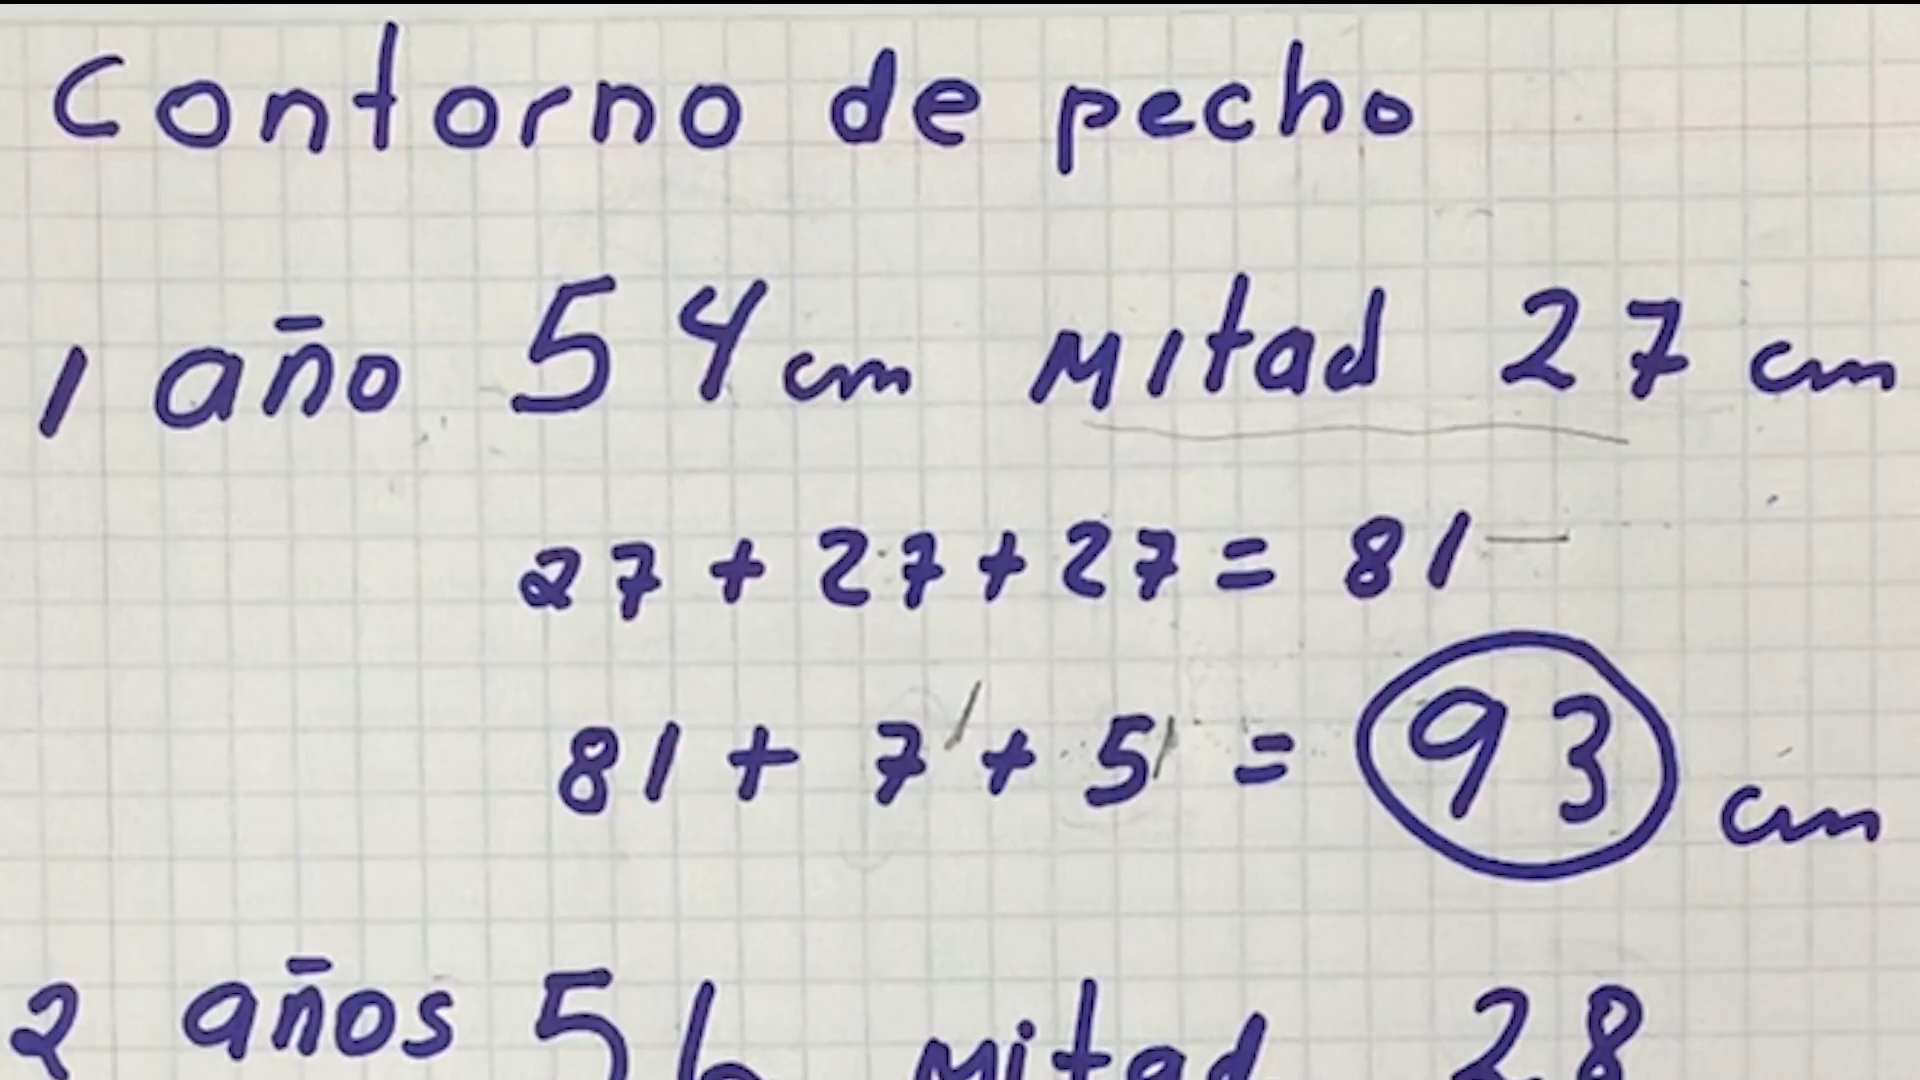 Contorno de pecho
1 año 54 cm Mitad 27 cm
27 + 27 + 27 = 81
81 + 7 + 5 = 93 cm
2 años 56 mitad 28